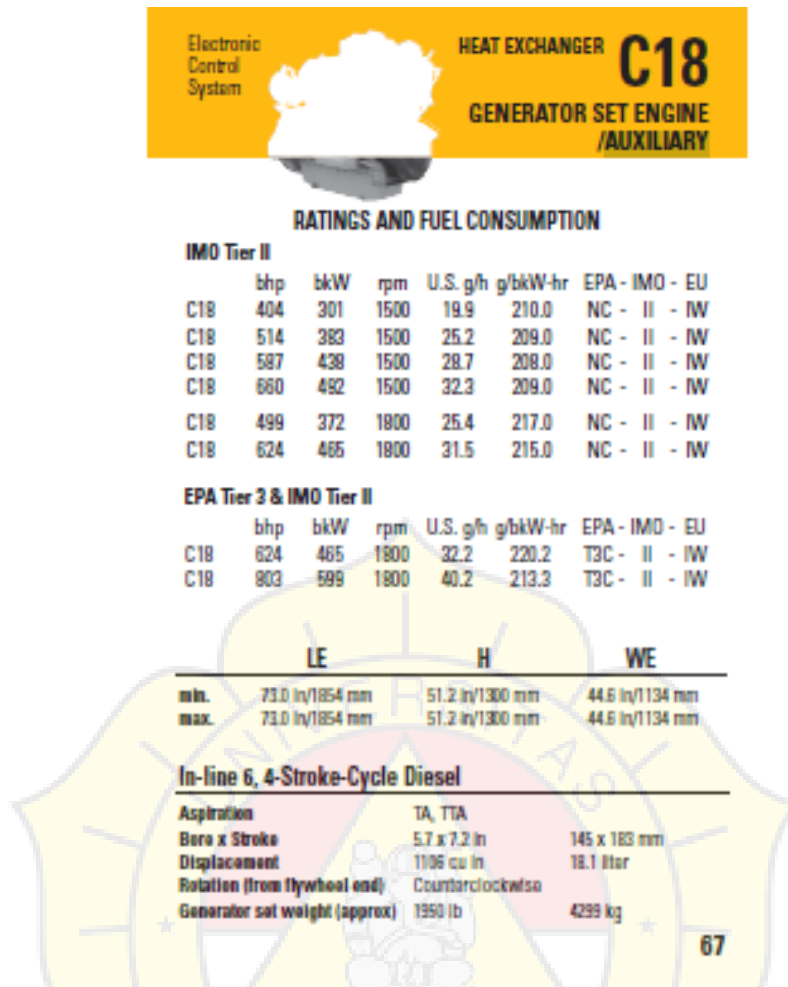 Electronic
Control
System
HEAT EXCHANGER C18
GENERATOR SET ENGINE
/AUXILIARY
RATINGS AND FUEL CONSUMPTION
IMO Tier II
bhp bkW rpm U.S. g/h g/bkW-hr EPA - IMO - EU
C18 404 301 1500 19.9 210.0 NC - II - IW
C18 514 383 1500 25.2 209.0 NC - II - IW
C18 587 438 1500 28.7 208.0 NC - II - IW
C18 660 492 1500 32.3 209.0 NC - II - IW
C18 499 372 1800 25.4 217.0 NC - II - IW
C18 624 465 1800 31.5 215.0 NC - II - IW
EPA Tier 3 & IMO Tier II
bhp bkW rpm U.S. g/h g/bkW-hr EPA - IMO - EU
C18 624 465 1800 32.2 220.2 T3C - II - IW
C18 803 599 1800 40.2 213.3 T3C - II - IW
LE H WE
min. 73.0 in/1854 mm 51.2 in/1300 mm 44.6 in/1134 mm
max. 73.0 in/1854 mm 51.2 in/1300 mm 44.6 in/1134 mm
In-line 6, 4-Stroke-Cycle Diesel
Aspiration TA, TTA
Bore x Stroke 5.7 x 7.2 in 145 x 183 mm
Displacement 1106 cu in 18.1 liter
Rotation (from flywheel end) Counterclockwise
Generator set weight (approx) 1950 lb 4299 kg
67
UNIVERSITAS